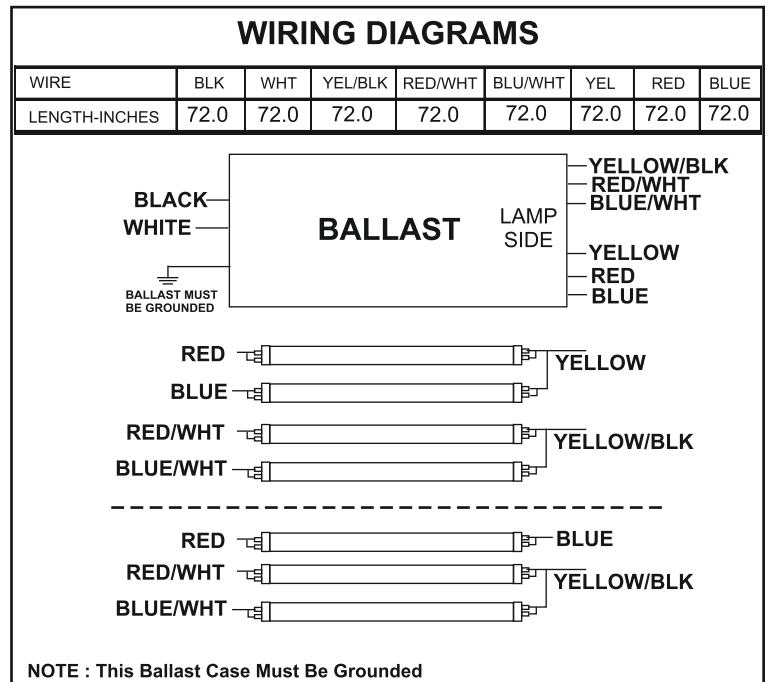 WIRING DIAGRAMS
WIRE BLK WHT YEL/BLK RED/WHT BLU/WHT YEL RED BLUE
LENGTH-INCHES 72.0 72.0 72.0 72.0 72.0 72.0 72.0 72.0
BLACK
WHITE
BALLAST MUST
BE GROUNDED
BALLAST
LAMP
SIDE
YELLOW/BLK
RED/WHT
BLUE/WHT
YELLOW
RED
BLUE
RED
YELLOW
BLUE
RED/WHT
YELLOW/BLK
BLUE/WHT
RED
BLUE
RED/WHT
YELLOW/BLK
BLUE/WHT
NOTE : This Ballast Case Must Be Grounded